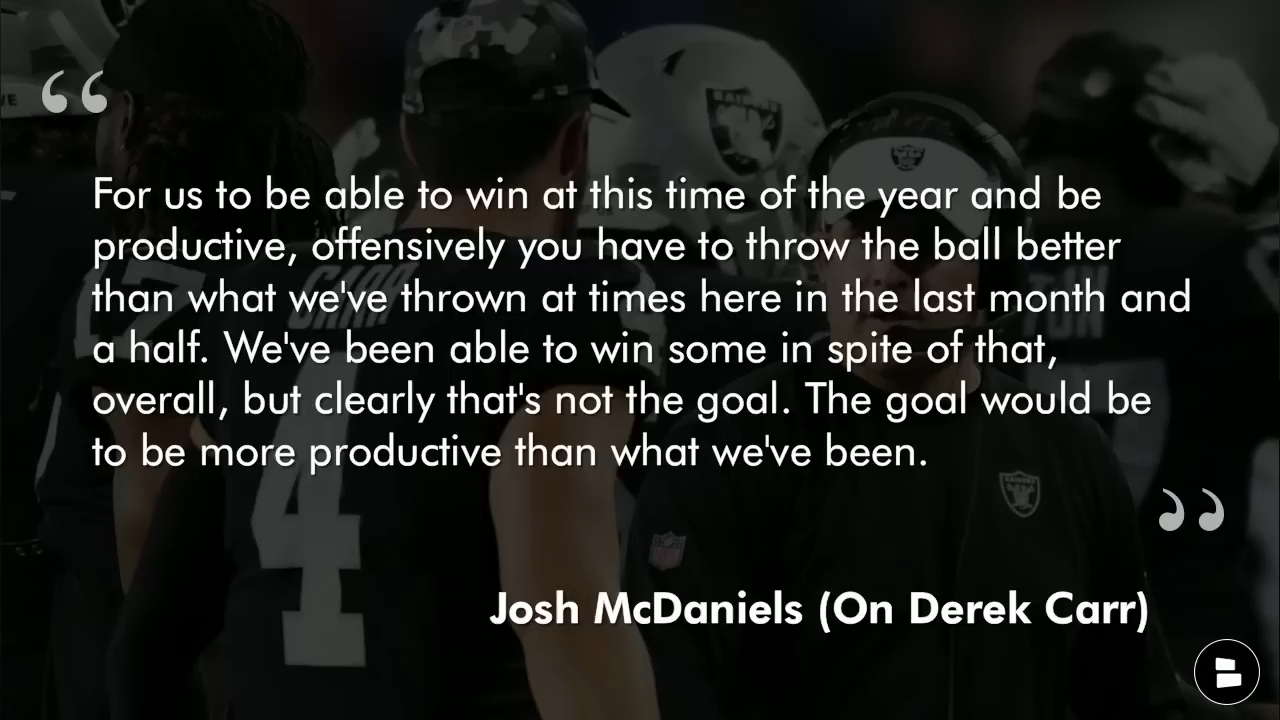 “
For us to be able to win at this time of the year and be
productive, offensively you have to throw the ball better
than what we've thrown at times here in the last month and
a half. We've been able to win some in spite of that,
overall, but clearly that's not the goal. The goal would be
to be more productive than what we've been.
”
Josh McDaniels (On Derek Carr)
CARR
4
RAIDERS